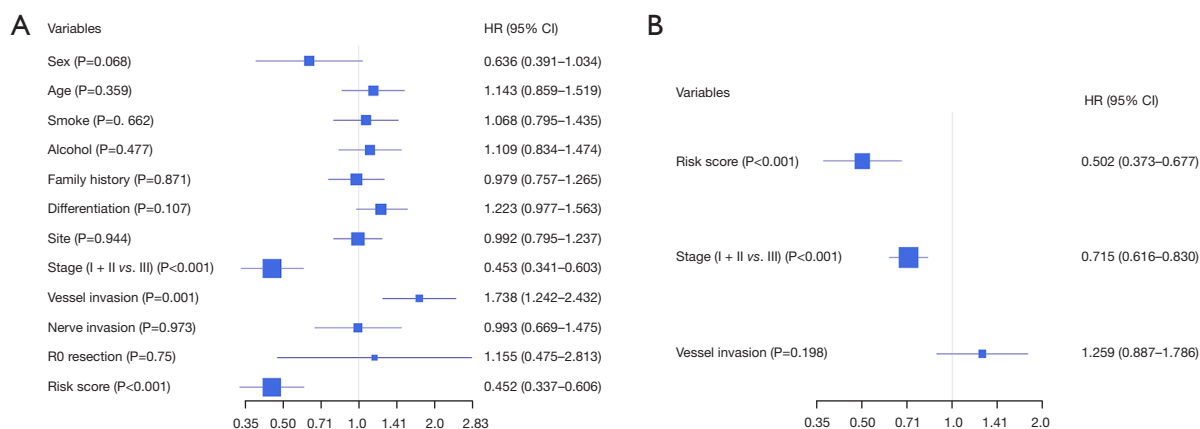 A
Variables HR (95% CI)
Sex (P=0.068) 0.636 (0.391–1.034)
Age (P=0.359) 1.143 (0.859–1.519)
Smoke (P=0. 662) 1.068 (0.795–1.435)
Alcohol (P=0.477) 1.109 (0.834–1.474)
Family history (P=0.871) 0.979 (0.757–1.265)
Differentiation (P=0.107) 1.223 (0.977–1.563)
Site (P=0.944) 0.992 (0.795–1.237)
Stage (I + II vs. III) (P<0.001) 0.453 (0.341–0.603)
Vessel invasion (P=0.001) 1.738 (1.242–2.432)
Nerve invasion (P=0.973) 0.993 (0.669–1.475)
R0 resection (P=0.75) 1.155 (0.475–2.813)
Risk score (P<0.001) 0.452 (0.337–0.606)
0.35 0.50 0.71 1.0 1.41 2.0 2.83
B
Variables HR (95% CI)
Risk score (P<0.001) 0.502 (0.373–0.677)
Stage (I + II vs. III) (P<0.001) 0.715 (0.616–0.830)
Vessel invasion (P=0.198) 1.259 (0.887–1.786)
0.35 0.50 0.71 1.0 1.41 2.0